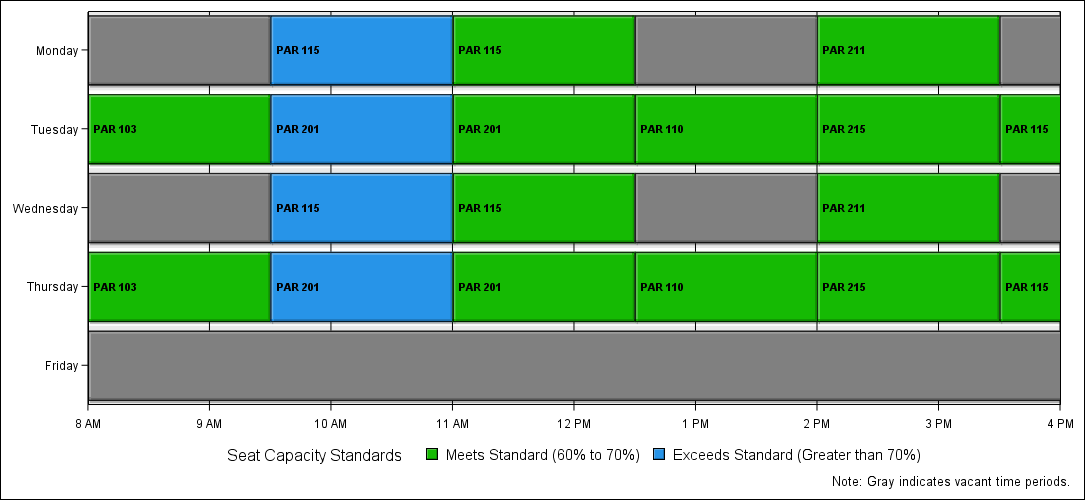 Monday PAR 115 PAR 115 PAR 211
Tuesday PAR 103 PAR 201 PAR 201 PAR 110 PAR 215 PAR 115
Wednesday PAR 115 PAR 115 PAR 211
Thursday PAR 103 PAR 201 PAR 201 PAR 110 PAR 215 PAR 115
Friday
8 AM 9 AM 10 AM 11 AM 12 PM 1 PM 2 PM 3 PM 4 PM
Seat Capacity Standards Meets Standard (60% to 70%) Exceeds Standard (Greater than 70%)
Note: Gray indicates vacant time periods.